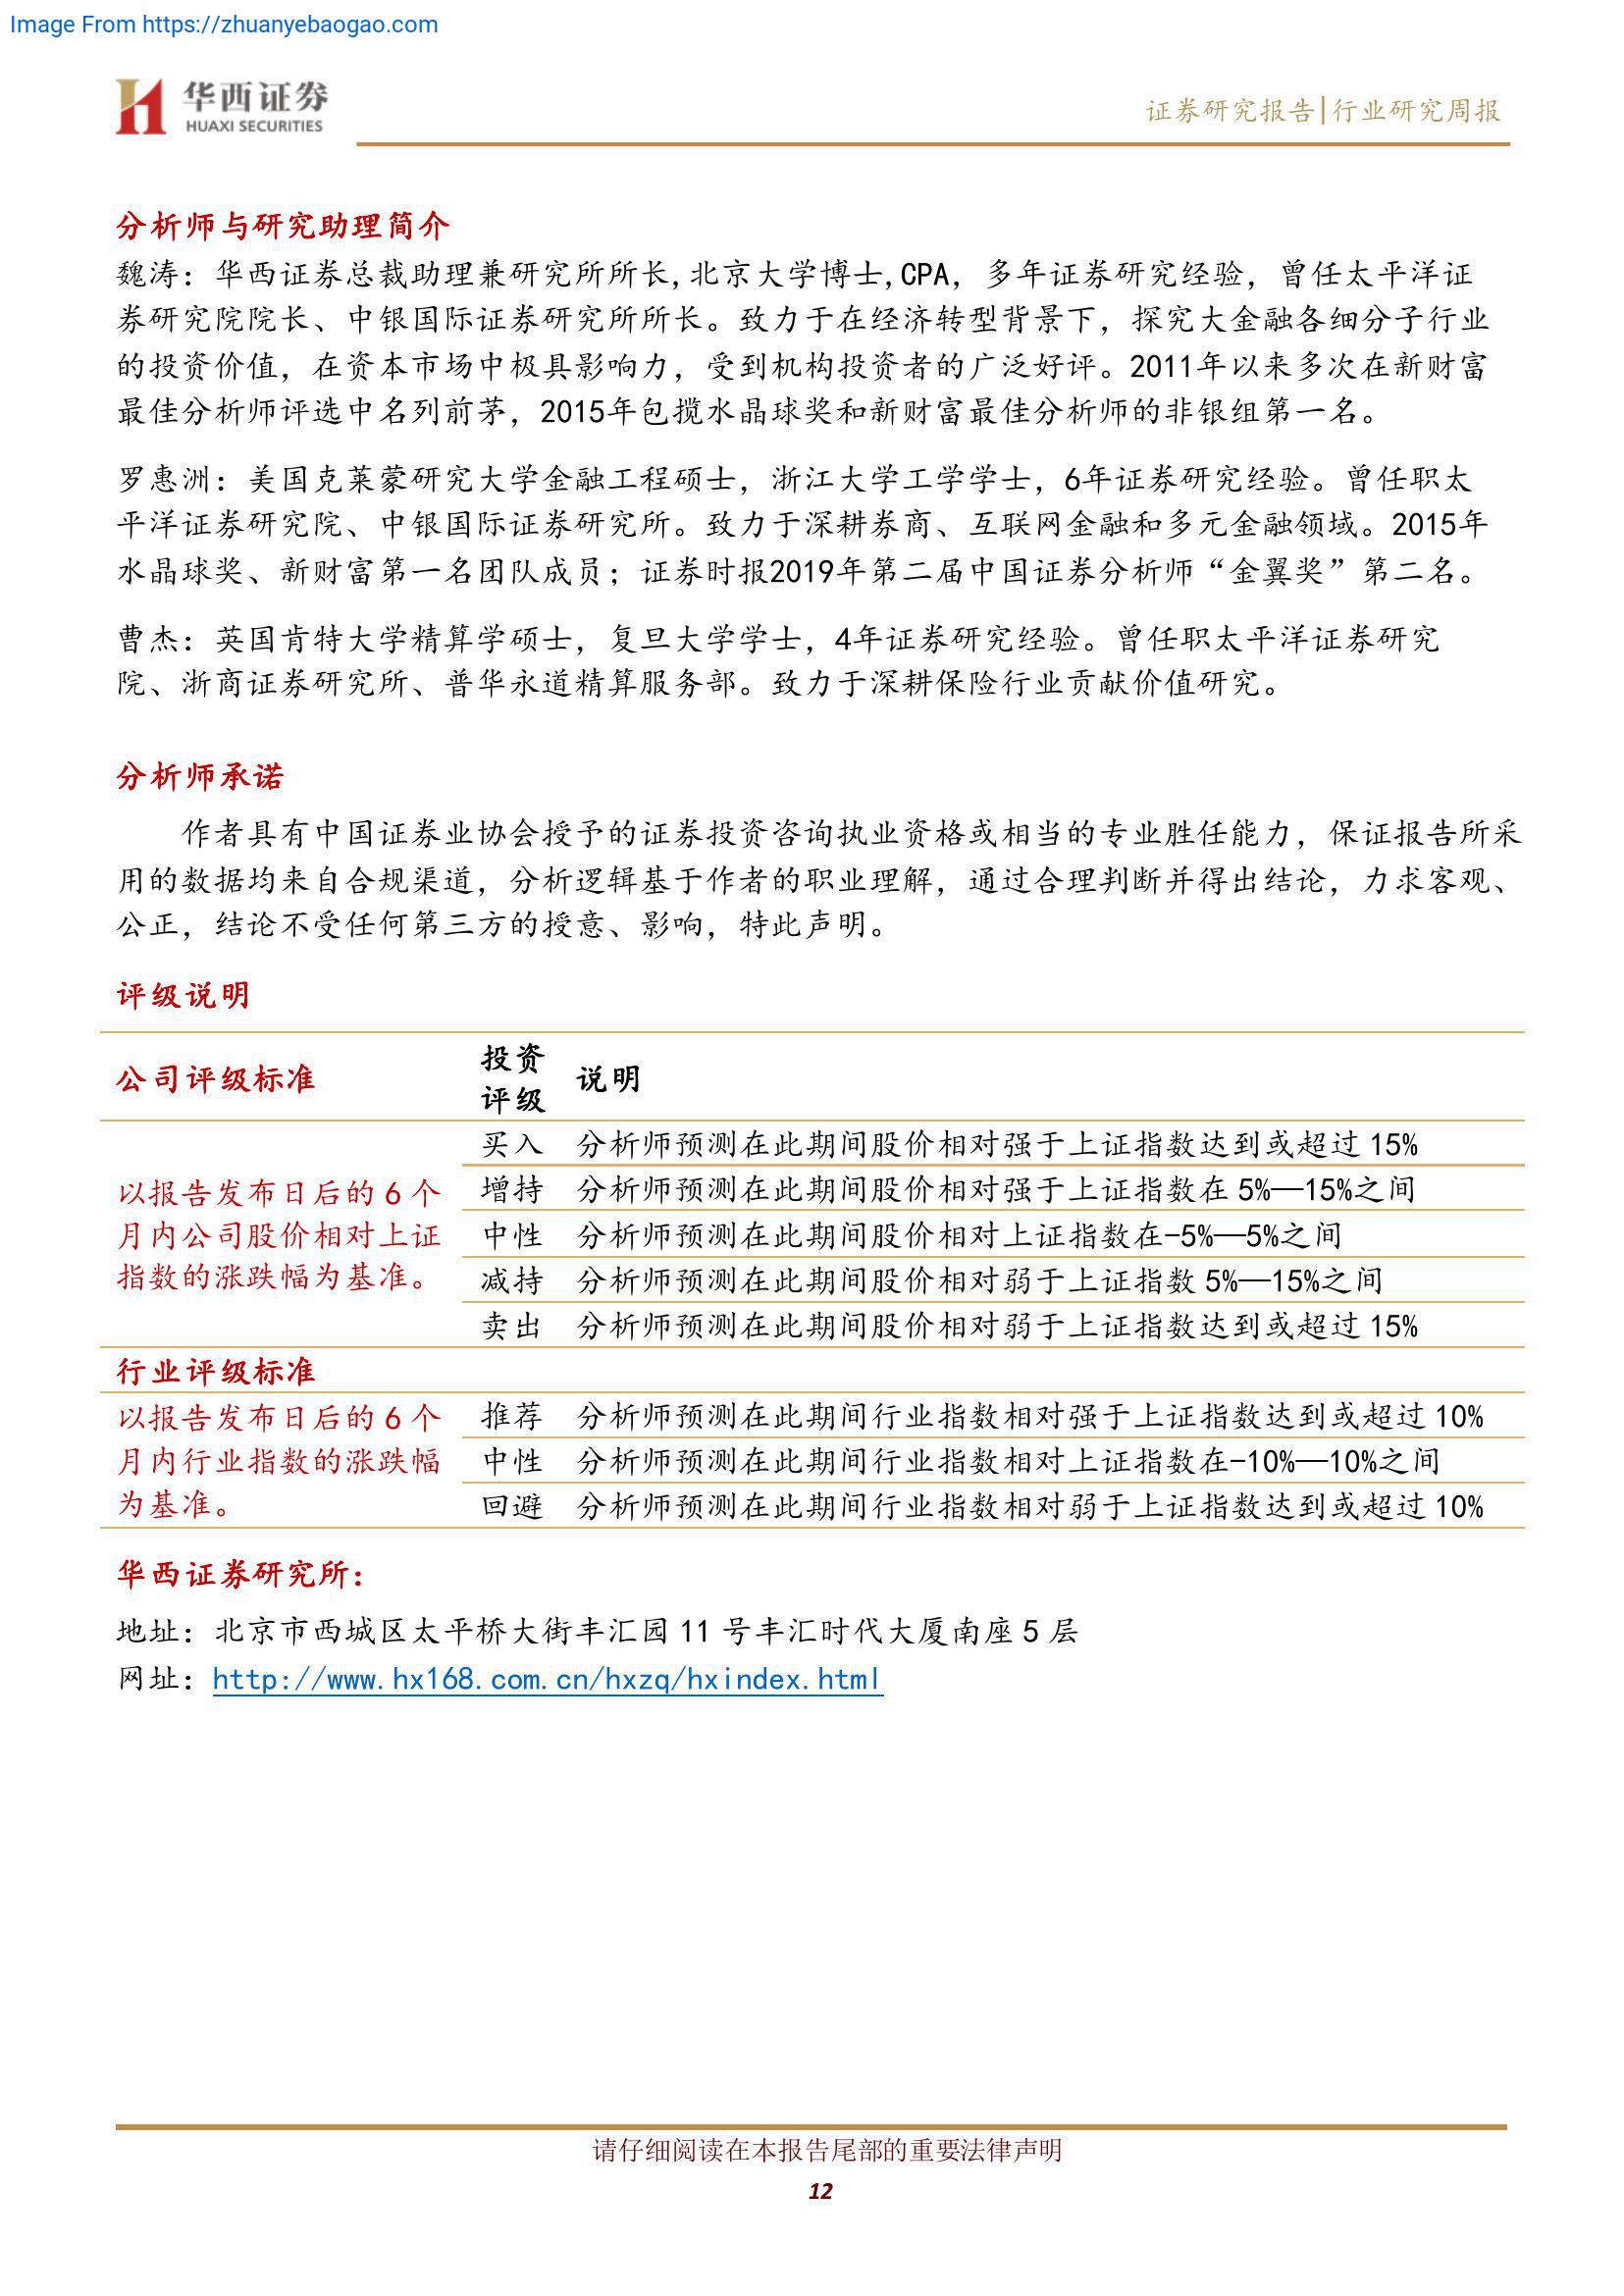 Image From https://zhuanyebaogao.com
华西证券
HUAXI SECURITIES
证券研究报告|行业研究周报
分析师与研究助理简介
魏涛：华西证券总裁助理兼研究所所长,北京大学博士,CPA，多年证券研究经验，曾任太平洋证
券研究院院长、中银国际证券研究所所长。致力于在经济转型背景下，探究大金融各细分子行业
的投资价值，在资本市场中极具影响力，受到机构投资者的广泛好评。2011年以来多次在新财富
最佳分析师评选中名列前茅，2015年包揽水晶球奖和新财富最佳分析师的非银组第一名。
罗惠洲：美国克莱蒙研究大学金融工程硕士，浙江大学工学学士，6年证券研究经验。曾任职太
平洋证券研究院、中银国际证券研究所。致力于深耕券商、互联网金融和多元金融领域。2015年
水晶球奖、新财富第一名团队成员；证券时报2019年第二届中国证券分析师“金翼奖”第二名。
曹杰：英国肯特大学精算学硕士，复旦大学学士，4年证券研究经验。曾任职太平洋证券研究
院、浙商证券研究所、普华永道精算服务部。致力于深耕保险行业贡献价值研究。
分析师承诺
作者具有中国证券业协会授予的证券投资咨询执业资格或相当的专业胜任能力，保证报告所采
用的数据均来自合规渠道，分析逻辑基于作者的职业理解，通过合理判断并得出结论，力求客观、
公正，结论不受任何第三方的授意、影响，特此声明。
评级说明
公司评级标准 投资评级 说明
以报告发布日后的 6 个
月内公司股价相对上证
指数的涨跌幅为基准。
买入 分析师预测在此期间股价相对强于上证指数达到或超过 15%
增持 分析师预测在此期间股价相对强于上证指数在 5%—15%之间
中性 分析师预测在此期间股价相对上证指数在-5%—5%之间
减持 分析师预测在此期间股价相对弱于上证指数 5%—15%之间
卖出 分析师预测在此期间股价相对弱于上证指数达到或超过 15%
行业评级标准
以报告发布日后的 6 个
月内行业指数的涨跌幅
为基准。
推荐 分析师预测在此期间行业指数相对强于上证指数达到或超过 10%
中性 分析师预测在此期间行业指数相对上证指数在-10%—10%之间
回避 分析师预测在此期间行业指数相对弱于上证指数达到或超过 10%
华西证券研究所：
地址：北京市西城区太平桥大街丰汇园 11 号丰汇时代大厦南座 5 层
网址：http://www.hx168.com.cn/hxzq/hxindex.html
请仔细阅读在本报告尾部的重要法律声明
12